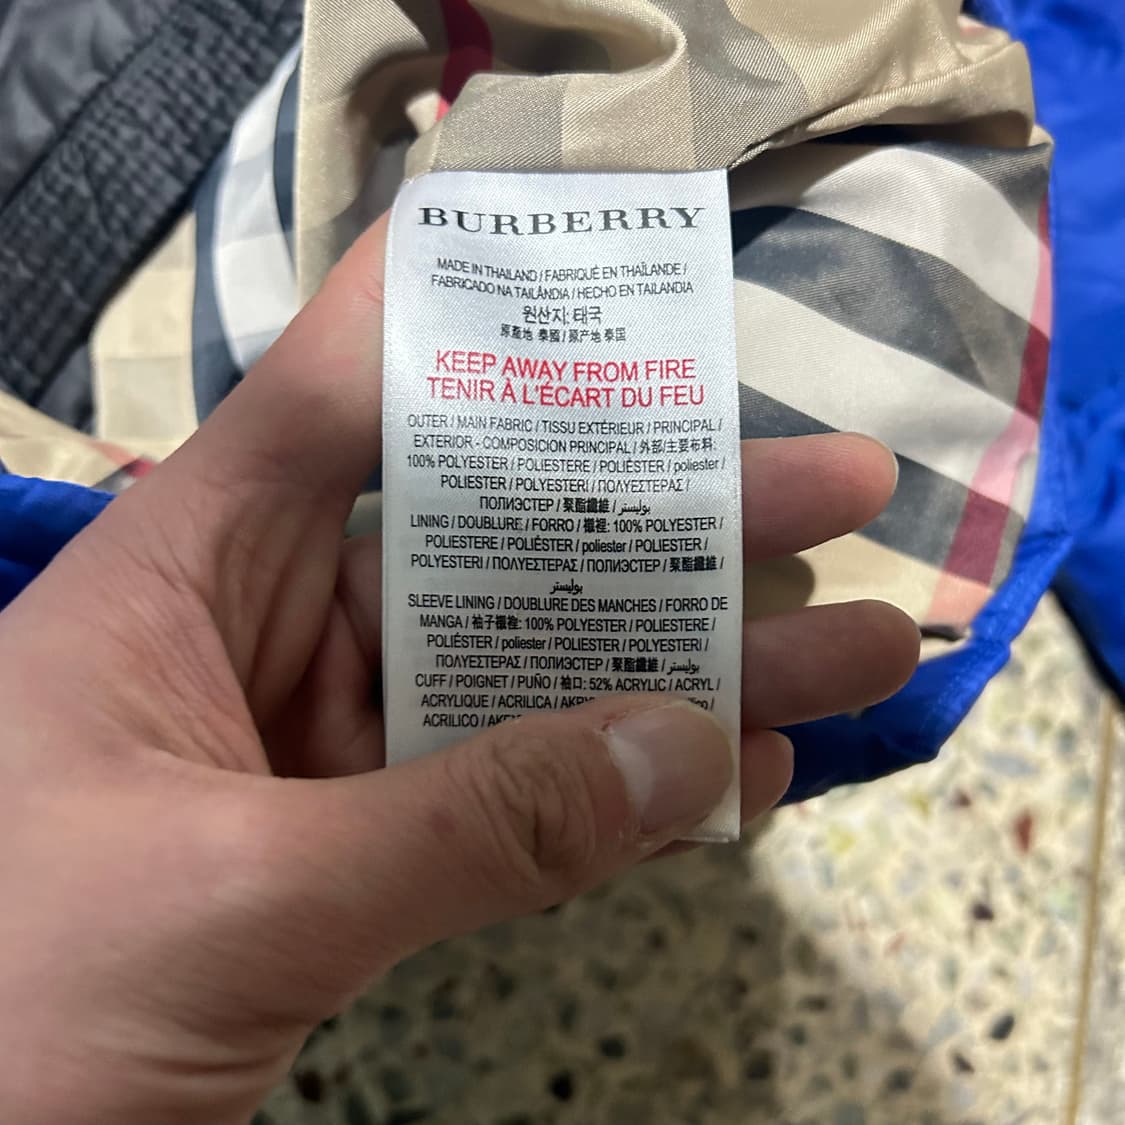 BURBERRY
MADE IN THAILAND / FABRIQUÉ EN THAÏLANDE /
FABRICADO NA TAILÂNDIA / HECHO EN TAILANDIA
원산지: 태국
原產地 泰國 / 原产地 泰国
KEEP AWAY FROM FIRE
TENIR À L'ÉCART DU FEU
OUTER / MAIN FABRIC / TISSU EXTÉRIEUR / PRINCIPAL /
EXTERIOR - COMPOSICION PRINCIPAL / 外部/主要布料:
100% POLYESTER / POLIESTERE / POLIÉSTER / poliester /
POLIESTER / POLYESTERI / ΠΟΛΥΕΣΤΕΡΑΣ /
ПОЛИЭСТЕР / 聚酯纖維 / بوليستر /
LINING / DOUBLURE / FORRO / 襯裡: 100% POLYESTER /
POLIESTERE / POLIÉSTER / poliester / POLIESTER /
POLYESTERI / ΠΟΛΥΕΣΤΕΡΑΣ / ПОЛИЭСТЕР / 聚酯纖維 /
بوليستر
SLEEVE LINING / DOUBLURE DES MANCHES / FORRO DE
MANGA / 袖子襯裡: 100% POLYESTER / POLIESTERE /
POLIÉSTER / poliester / POLIESTER / POLYESTERI /
ΠΟΛΥΕΣΤΕΡΑΣ / ПОЛИЭСТЕР / 聚酯纖維 / بوليستر /
CUFF / POIGNET / PUÑO / 袖口: 52% ACRYLIC / ACRYL /
ACRYLIQUE / ACRILICA /
ACRILICO /